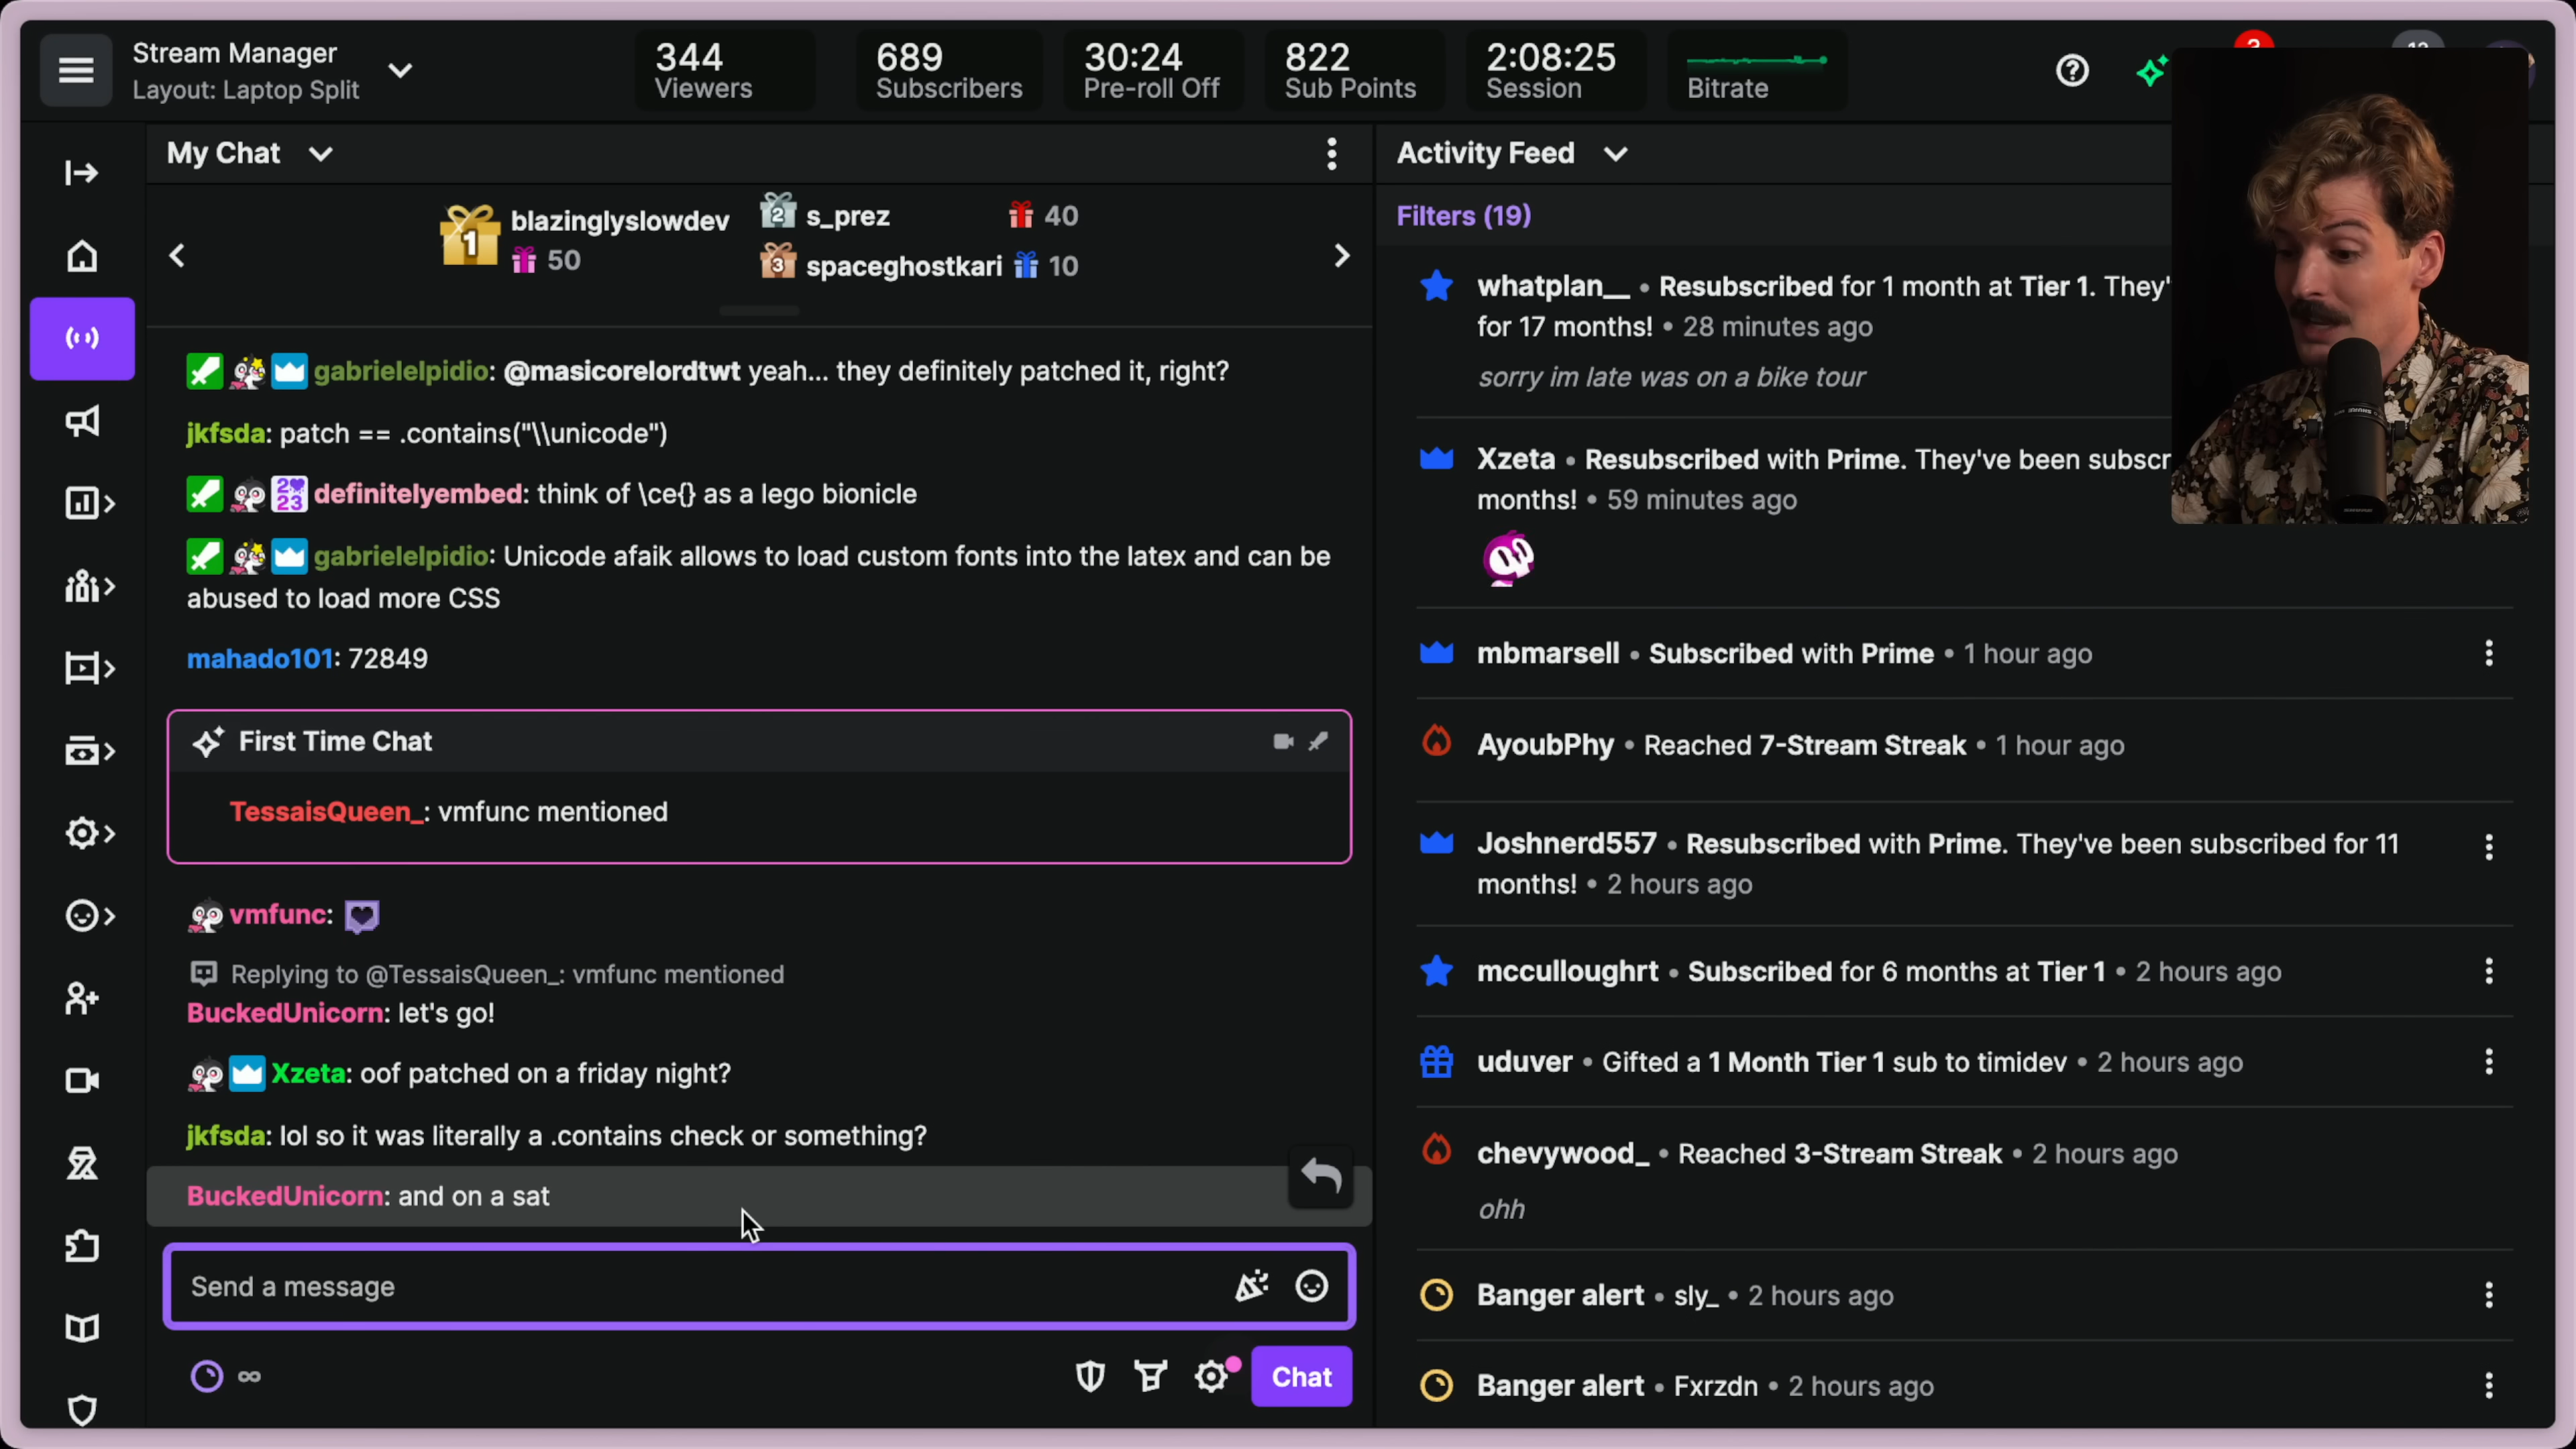 Stream Manager
Layout: Laptop Split
344
Viewers
689
Subscribers
30:24
Pre-roll Off
822
Sub Points
2:08:25
Session
Bitrate
My Chat
1
blazinglyslowdev
50
2
s_prez
40
3
spaceghostkari
10
gabrielelpidio: @masicorelordtwt yeah... they definitely patched it, right?
jkfsda: patch == .contains("\\unicode")
2 23
definitelyembed: think of \ce{} as a lego bionicle
gabrielelpidio: Unicode afaik allows to load custom fonts into the latex and can be
abused to load more CSS
mahado101: 72849
First Time Chat
TessaisQueen_: vmfunc mentioned
vmfunc:
Replying to @TessaisQueen_: vmfunc mentioned
BuckedUnicorn: let's go!
Xzeta: oof patched on a friday night?
jkfsda: lol so it was literally a .contains check or something?
BuckedUnicorn: and on a sat
Send a message
∞
Chat
Activity Feed
Filters (19)
whatplan__ • Resubscribed for 1 month at Tier 1. They'
for 17 months! • 28 minutes ago
sorry im late was on a bike tour
Xzeta • Resubscribed with Prime. They've been subscr
months! • 59 minutes ago
mbmarsell • Subscribed with Prime • 1 hour ago
AyoubPhy • Reached 7-Stream Streak • 1 hour ago
Joshnerd557 • Resubscribed with Prime. They've been subscribed for 11
months! • 2 hours ago
mcculloughrt • Subscribed for 6 months at Tier 1 • 2 hours ago
uduver • Gifted a 1 Month Tier 1 sub to timidev • 2 hours ago
chevywood_ • Reached 3-Stream Streak • 2 hours ago
ohh
Banger alert • sly_ • 2 hours ago
Banger alert • Fxrzdn • 2 hours ago